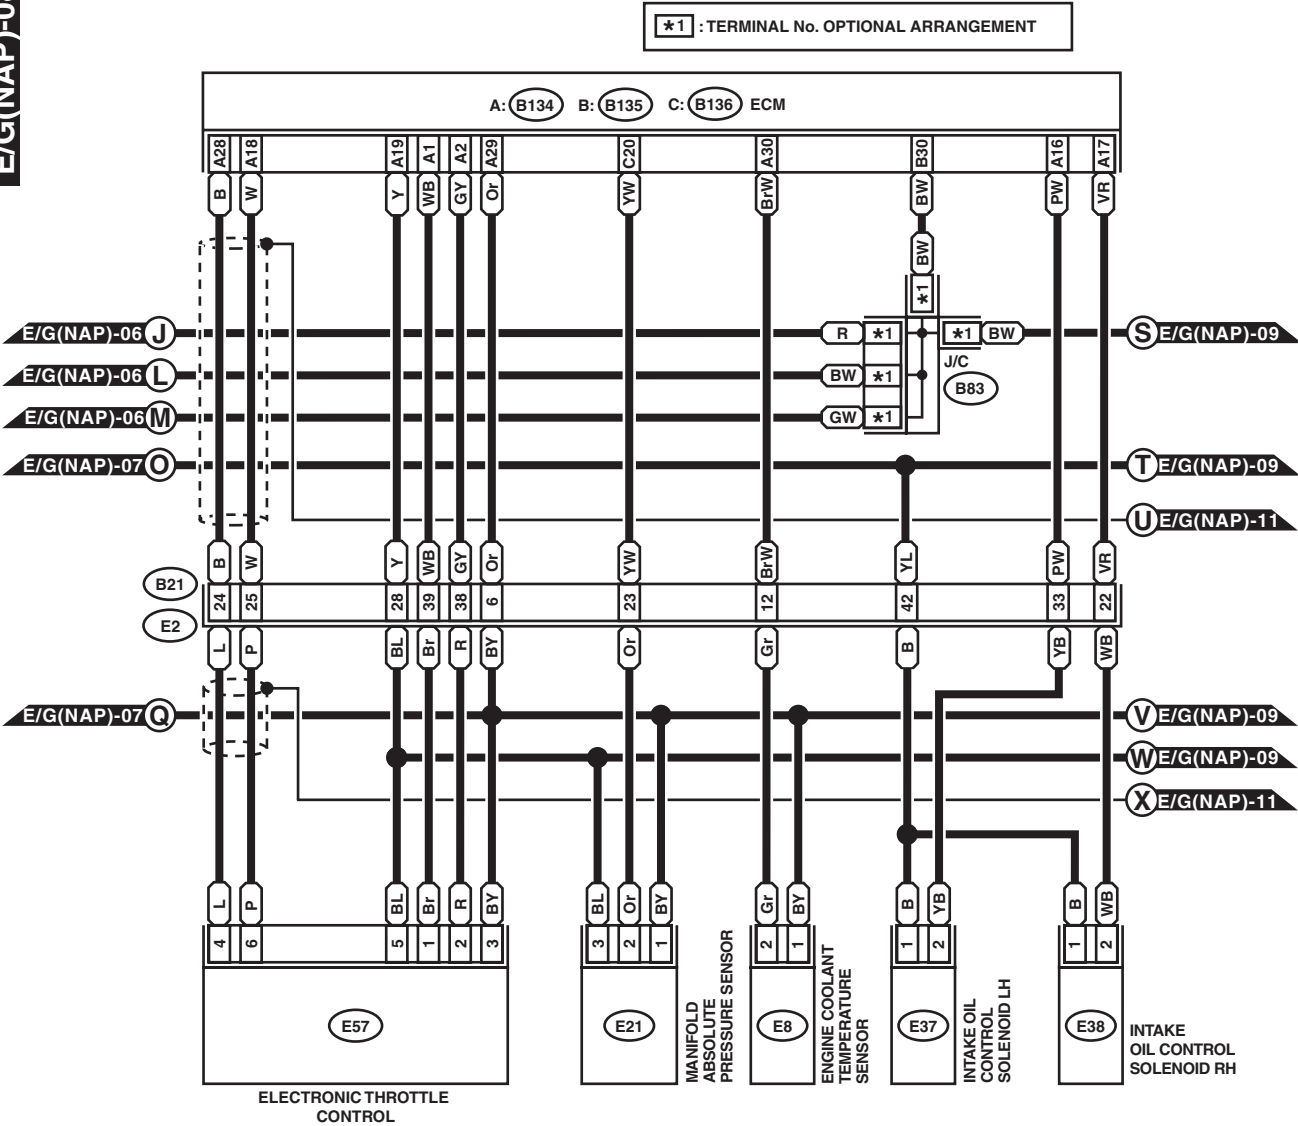 *1 : TERMINAL No. OPTIONAL ARRANGEMENT
A: B134 B: B135 C: B136 ECM
A28 A18 A19 A1 A2 A29 C20 A30 B30 A16 A17
B W Y WB GY Or YW BrW BW PW VR
BW
*1
E/G(NAP)-06 J R *1 *1 BW S E/G(NAP)-09
J/C
E/G(NAP)-06 L BW *1 B83
E/G(NAP)-06 M GW *1
E/G(NAP)-07 O T E/G(NAP)-09
U E/G(NAP)-11
B W Y WB GY Or YW BrW YL PW VR
B21
24 25 28 39 38 6 23 12 42 33 22
E2
L P BL Br R BY Or Gr B YB WB
E/G(NAP)-07 Q V E/G(NAP)-09
W E/G(NAP)-09
X E/G(NAP)-11
L P BL Br R BY BL Or BY Gr BY B YB B WB
4 6 5 1 2 3 3 2 1 2 1 1 2 1 2
E57 E21 E8 E37 E38
ELECTRONIC THROTTLE
CONTROL
MANIFOLD
ABSOLUTE
PRESSURE SENSOR
ENGINE COOLANT
TEMPERATURE
SENSOR
INTAKE OIL
CONTROL
SOLENOID LH
INTAKE
OIL CONTROL
SOLENOID RH